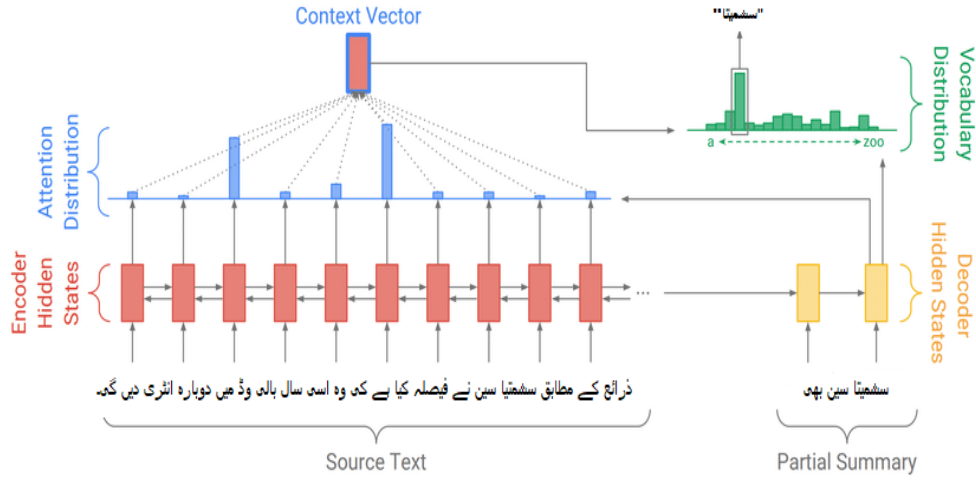 Context Vector
"سشمیتا"
Vocabulary
Distribution
a
zoo
Attention
Distribution
Encoder
Hidden
States
...
Decoder
Hidden States
ذرائع کے مطابق سشمتیا سین نے فیصلہ کیا ہے کی وہ اسی سال بالی وڈ میں دوبارہ انٹری دیں گی۔
سشمیتا سین بھی
Source Text
Partial Summary